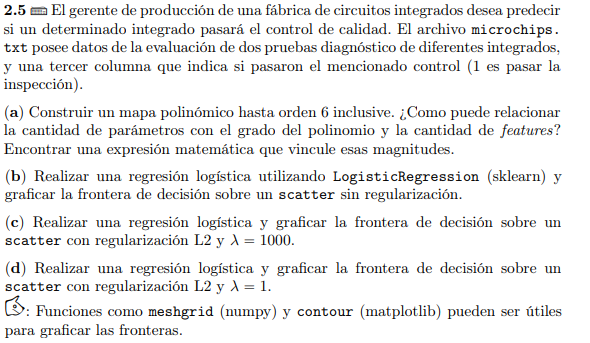 2.5 El gerente de producción de una fábrica de circuitos integrados desea predecir
si un determinado integrado pasará el control de calidad. El archivo microchips.
txt posee datos de la evaluación de dos pruebas diagnóstico de diferentes integrados,
y una tercer columna que indica si pasaron el mencionado control (1 es pasar la
inspección).
(a) Construir un mapa polinómico hasta orden 6 inclusive. ¿Como puede relacionar
la cantidad de parámetros con el grado del polinomio y la cantidad de features?
Encontrar una expresión matemática que vincule esas magnitudes.
(b) Realizar una regresión logística utilizando LogisticRegression (sklearn) y
graficar la frontera de decisión sobre un scatter sin regularización.
(c) Realizar una regresión logística y graficar la frontera de decisión sobre un
scatter con regularización L2 y λ = 1000.
(d) Realizar una regresión logística y graficar la frontera de decisión sobre un
scatter con regularización L2 y λ = 1.
: Funciones como meshgrid (numpy) y contour (matplotlib) pueden ser útiles
para graficar las fronteras.